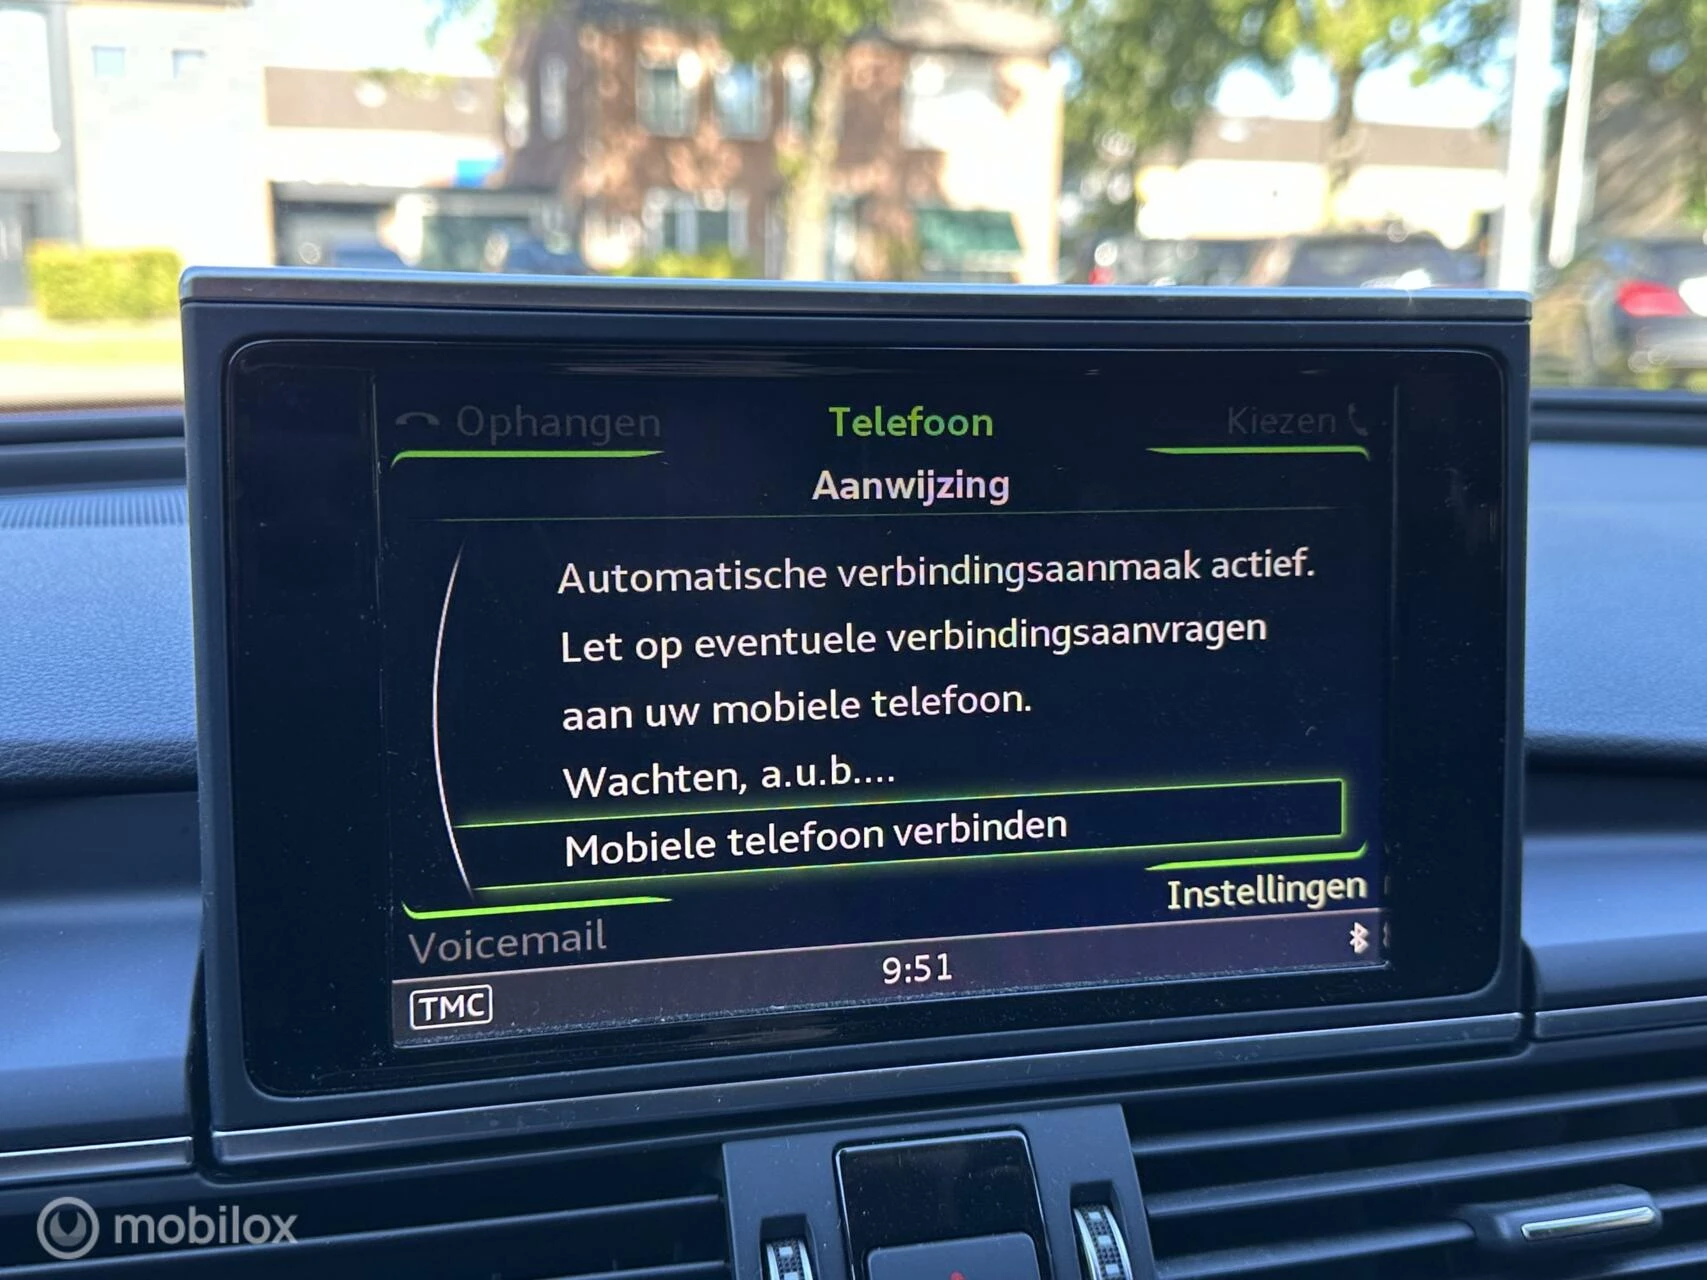 Ophangen Telefoon Kiezen
Aanwijzing
Automatische verbindingsaanmaak actief.
Let op eventuele verbindingsaanvragen
aan uw mobiele telefoon.
Wachten, a.u.b....
Mobiele telefoon verbinden
Instellingen
Voicemail
9:51
TMC
mobilox